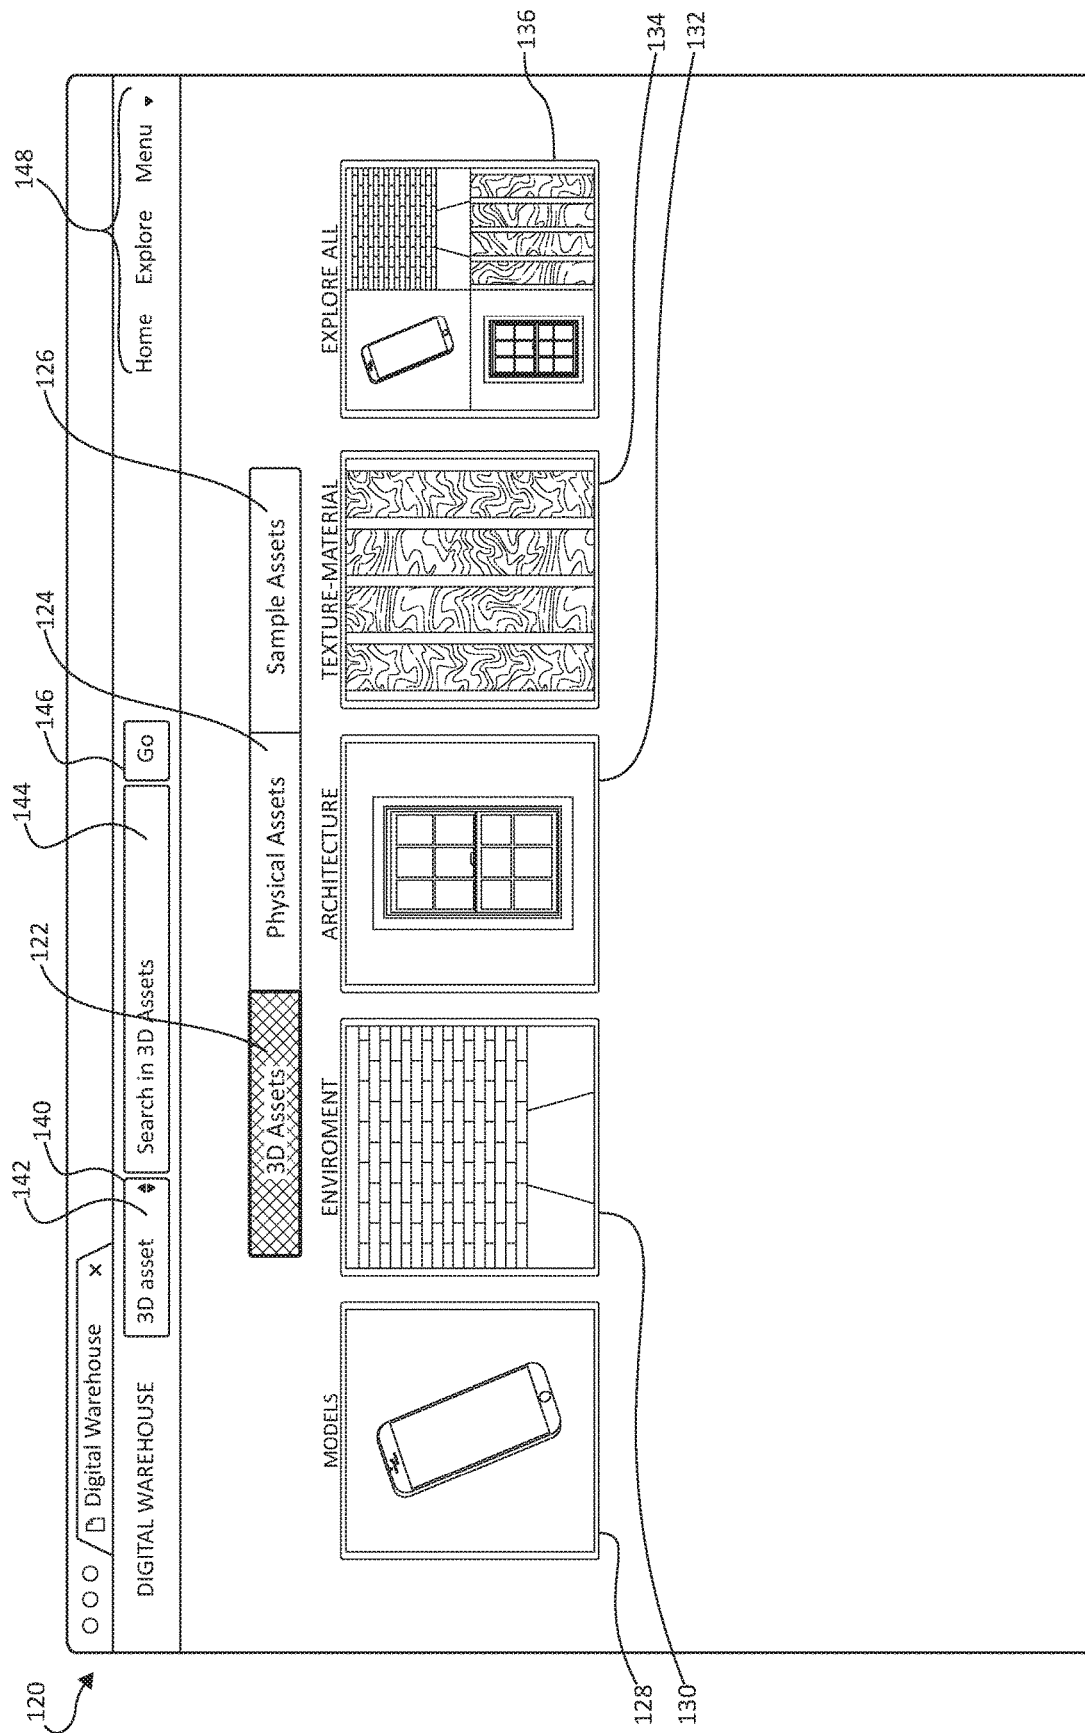 120
148
Digital Warehouse X
DIGITAL WAREHOUSE
142
140
3D asset
144
Search in 3D Assets
146
Go
Home Explore Menu
122
124
126
3D Assets
Physical Assets
Sample Assets
MODELS
ENVIROMENT
ARCHITECTURE
TEXTURE-MATERIAL
EXPLORE ALL
128
130
132
134
136